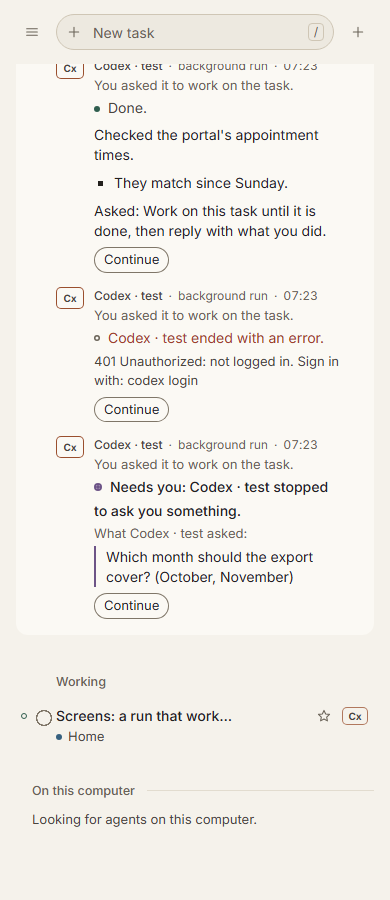 New task /
Cx Codex · test · background run · 07:23
You asked it to work on the task.
Done.
Checked the portal's appointment
times.
They match since Sunday.
Asked: Work on this task until it is
done, then reply with what you did.
Continue
Cx Codex · test · background run · 07:23
You asked it to work on the task.
Codex · test ended with an error.
401 Unauthorized: not logged in. Sign in
with: codex login
Continue
Cx Codex · test · background run · 07:23
You asked it to work on the task.
Needs you: Codex · test stopped
to ask you something.
What Codex · test asked:
Which month should the export
cover? (October, November)
Continue
Working
Screens: a run that work... Cx
Home
On this computer
Looking for agents on this computer.